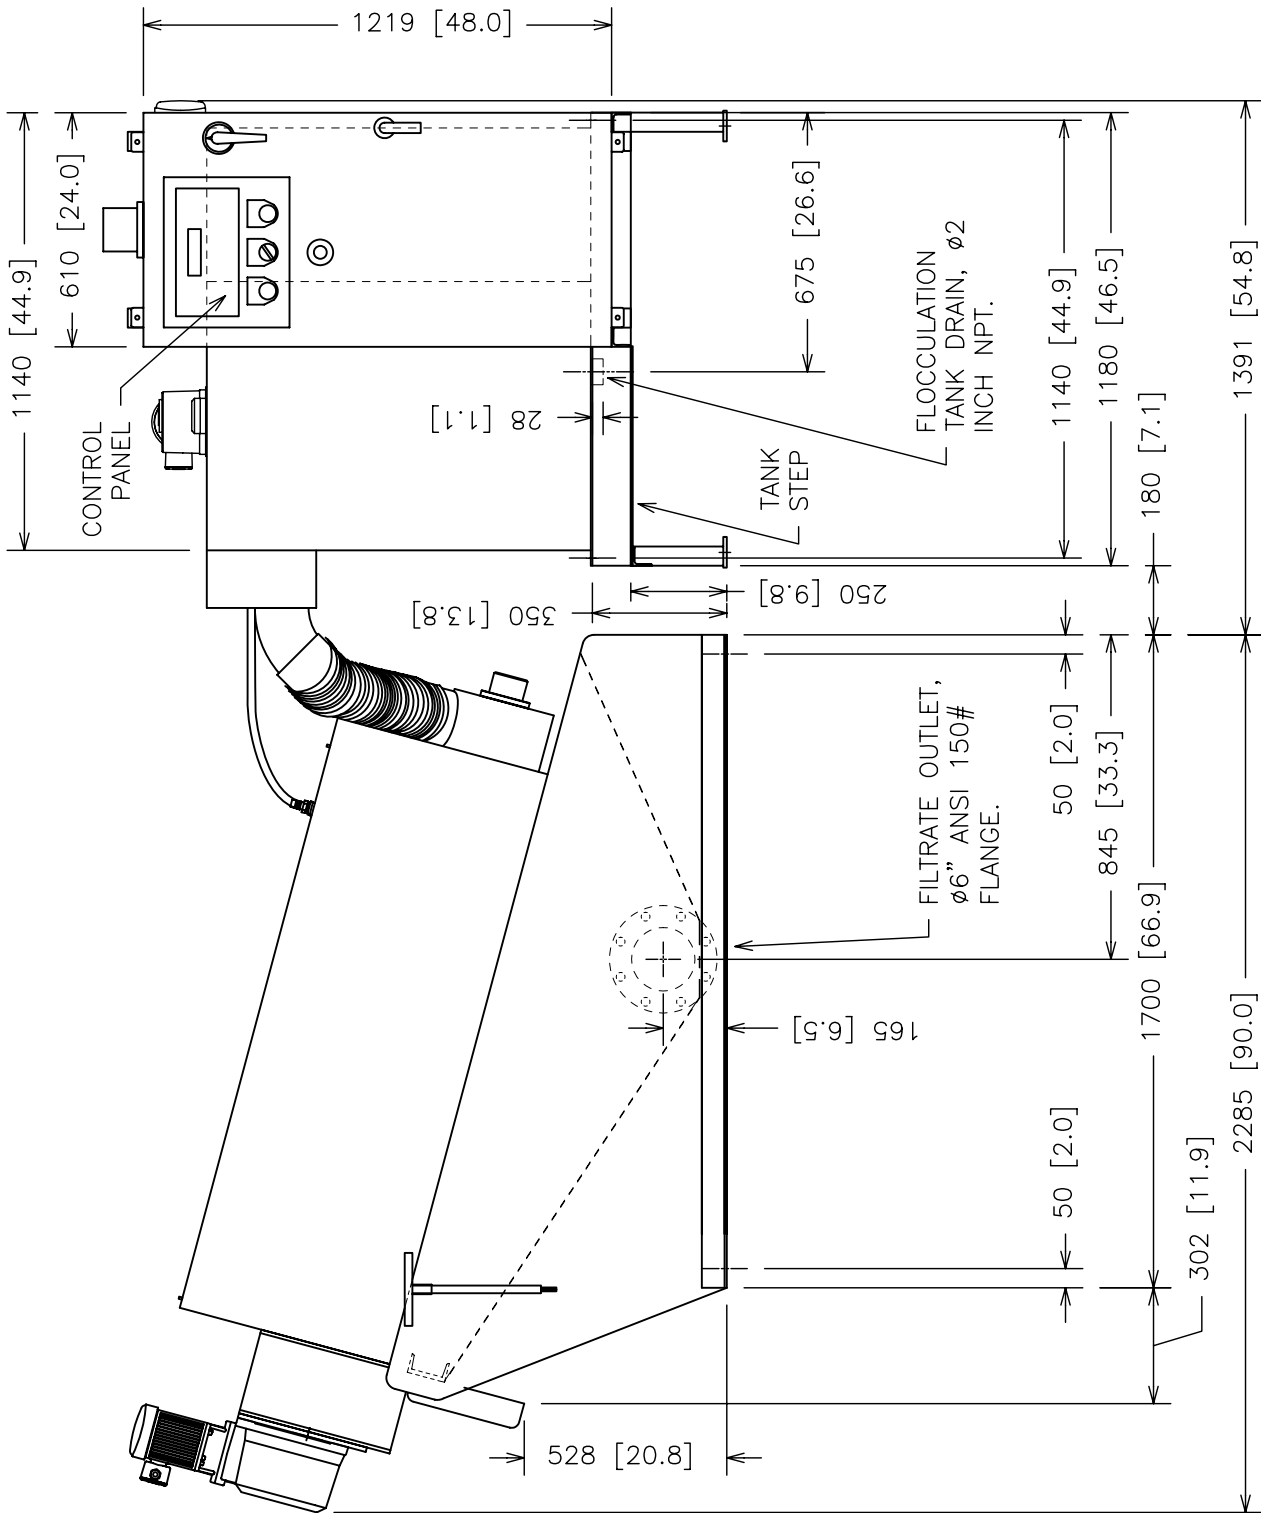 1219 [48.0]
610 [24.0]
1140 [44.9]
CONTROL
PANEL
28 [1.1]
675 [26.6]
FLOCCULATION
TANK DRAIN, ø2
INCH NPT.
TANK
STEP
1140 [44.9]
1180 [46.5]
1391 [54.8]
180 [7.1]
250 [9.8]
350 [13.8]
FILTRATE OUTLET,
ø6” ANSI 150#
FLANGE.
50 [2.0]
845 [33.3]
1700 [66.9]
2285 [90.0]
165 [6.5]
50 [2.0]
302 [11.9]
528 [20.8]